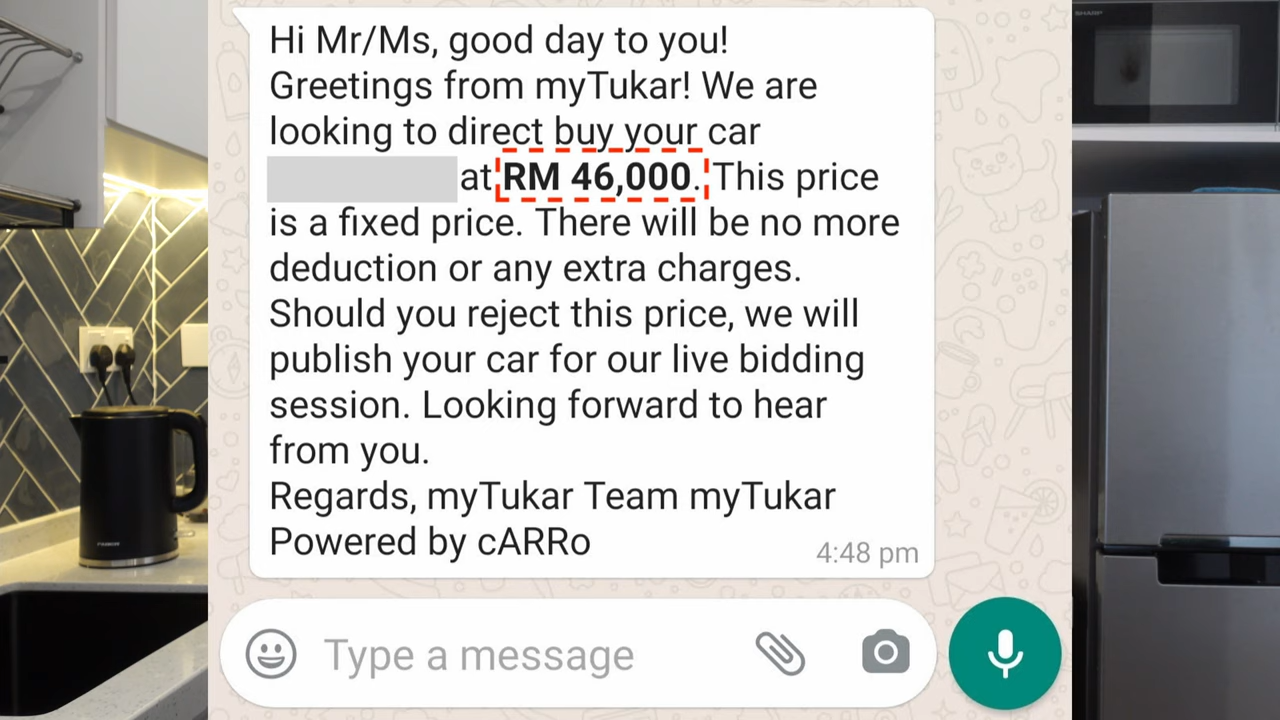 SHARP
Hi Mr/Ms, good day to you!
Greetings from myTukar! We are
looking to direct buy your car
at RM 46,000. This price
is a fixed price. There will be no more
deduction or any extra charges.
Should you reject this price, we will
publish your car for our live bidding
session. Looking forward to hear
from you.
Regards, myTukar Team myTukar
Powered by cARRo
4:48 pm
Type a message